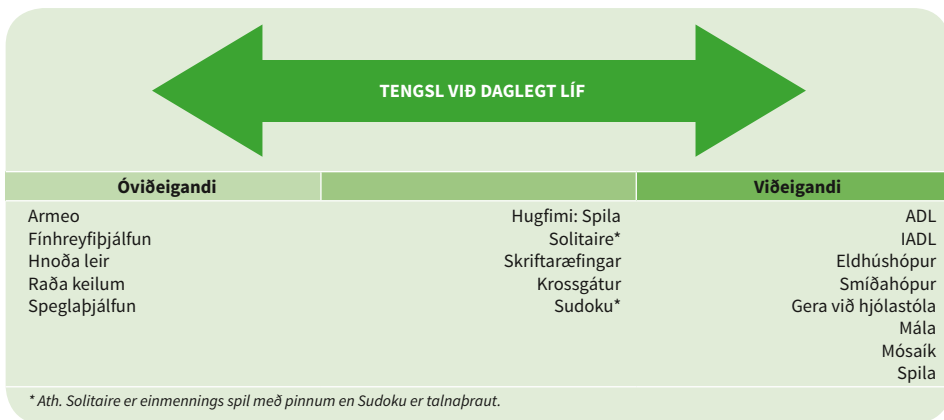 TENGSL VIÐ DAGLEGT LÍF
Óviðeigandi
Viðeigandi
Armeo
Fínhreyfiþjálfun
Hnoða leir
Raða keilum
Speglaþjálfun
Hugfimi: Spila
Solitaire*
Skriftaræfingar
Krossgátur
Sudoku*
ADL
IADL
Eldhúshópur
Smíðahópur
Gera við hjólastóla
Mála
Mósaík
Spila
* Ath. Solitaire er einmennings spil með pinnum en Sudoku er talnaþraut.